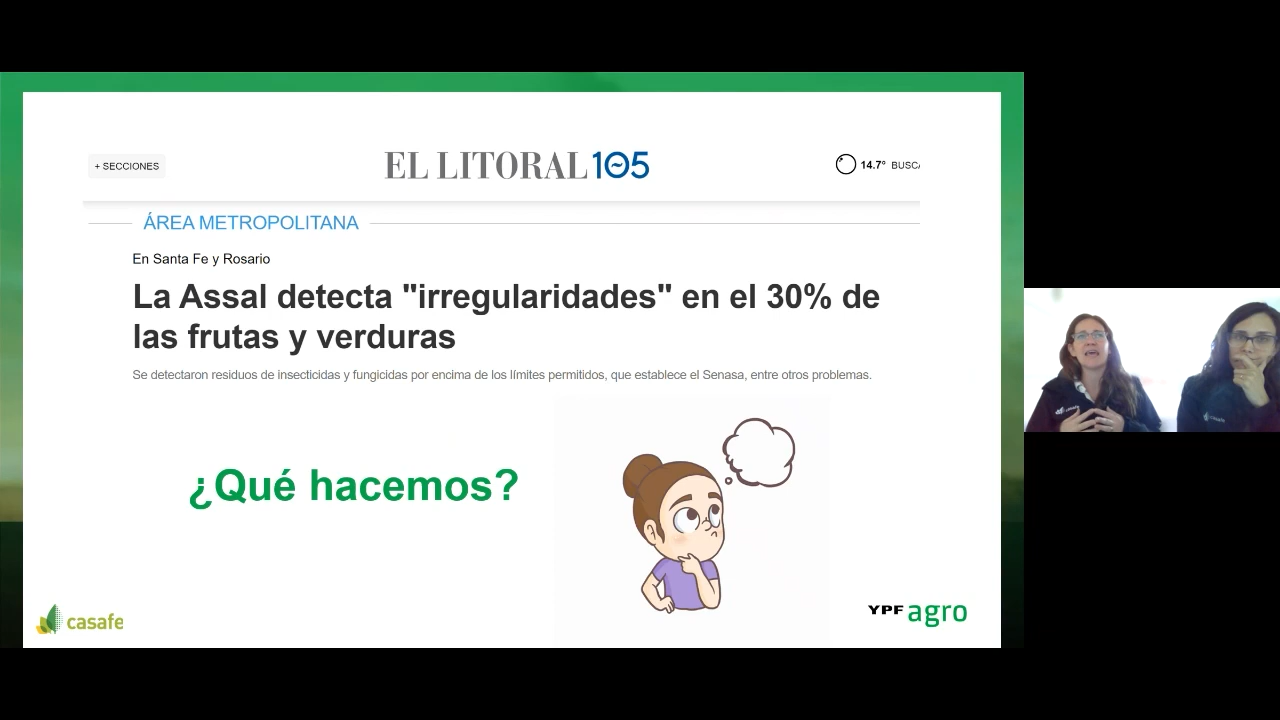 + SECCIONES
EL LITORAL 105
14.7° BUSCA
ÁREA METROPOLITANA
En Santa Fe y Rosario
La Assal detecta "irregularidades" en el 30% de
las frutas y verduras
Se detectaron residuos de insecticidas y fungicidas por encima de los límites permitidos, que establece el Senasa, entre otros problemas.
¿Qué hacemos?
casafe
YPF agro
casafe
casafe